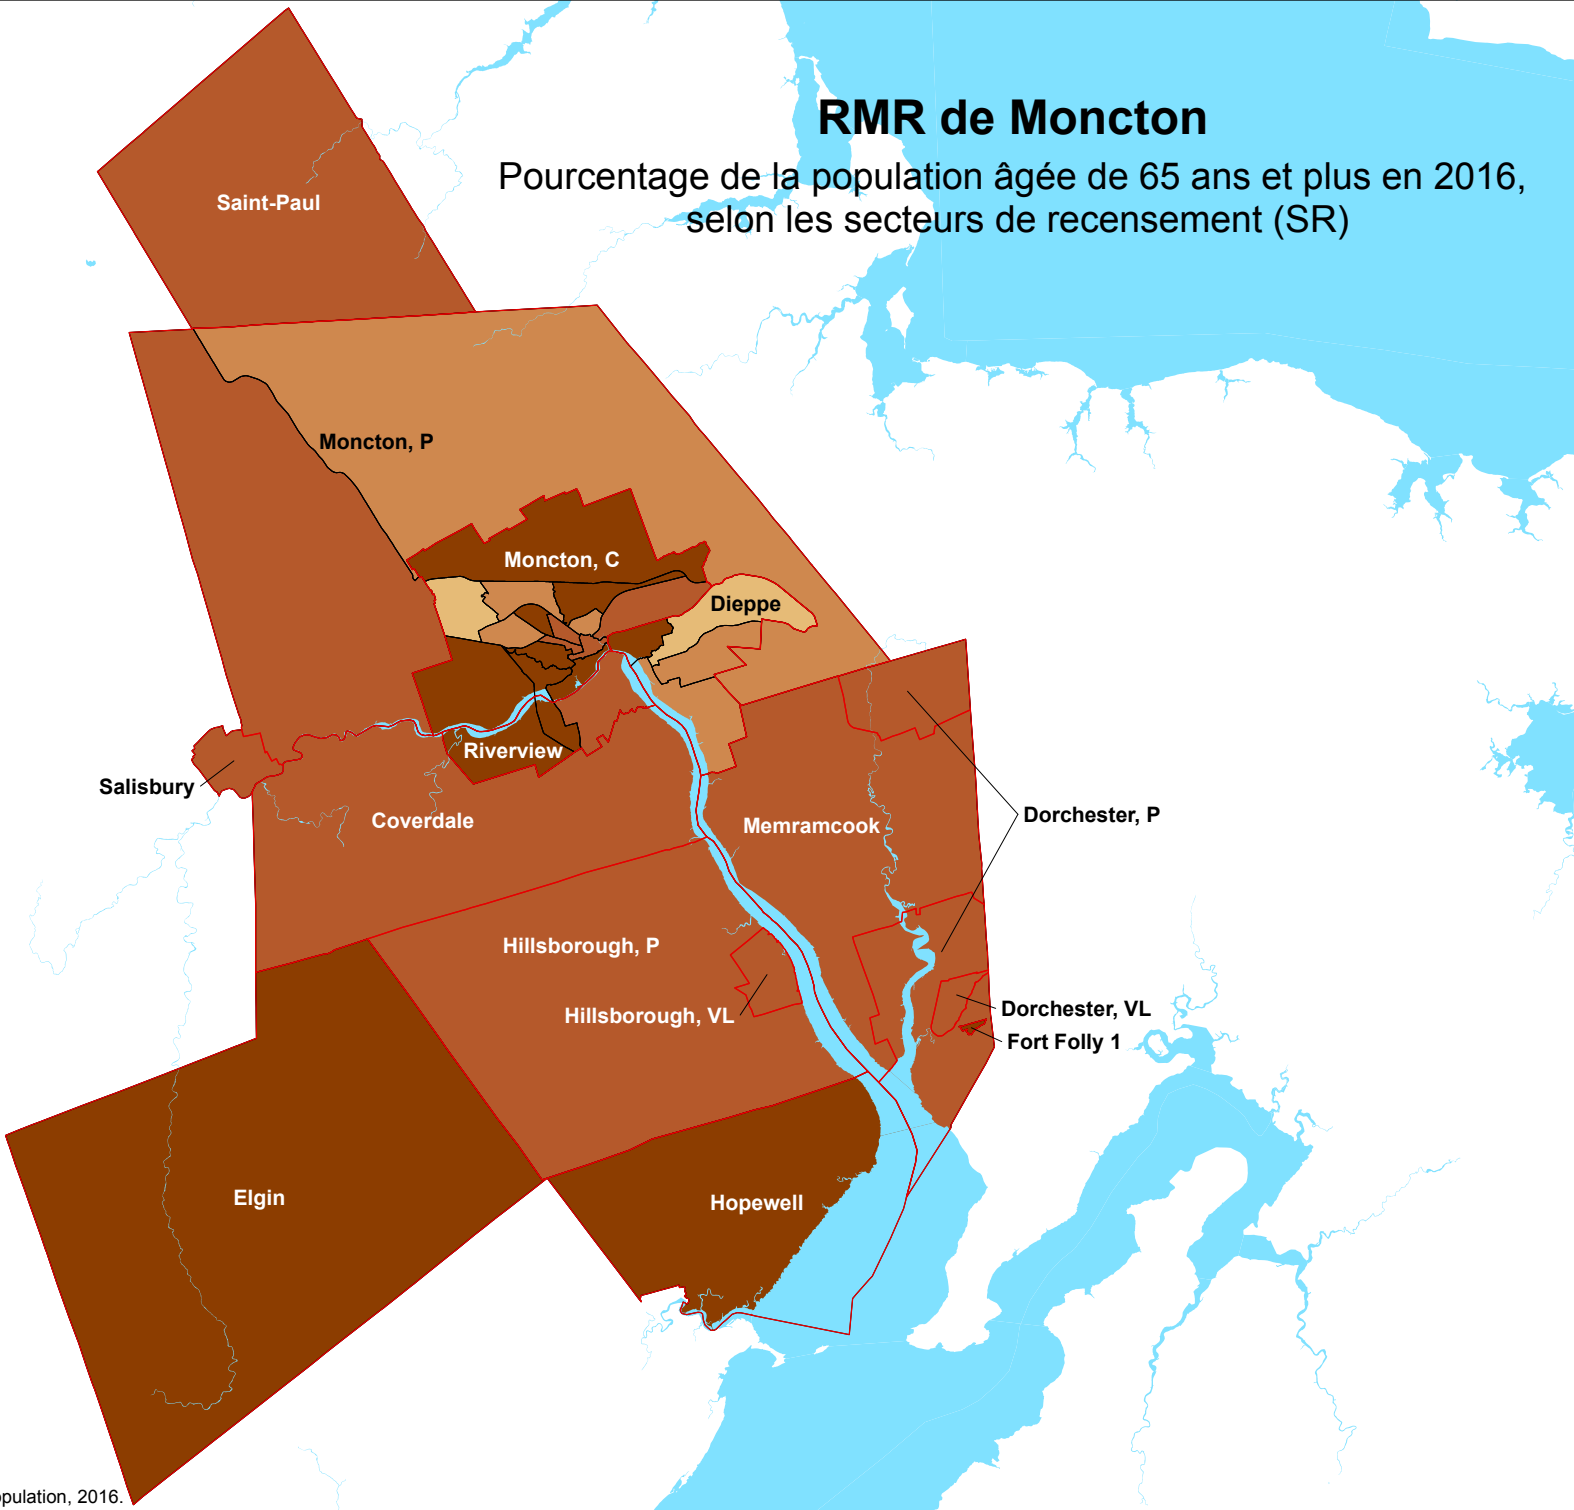 RMR de Moncton
Pourcentage de la population âgée de 65 ans et plus en 2016,
selon les secteurs de recensement (SR)
Saint-Paul
Moncton, P
Moncton, C
Dieppe
Riverview
Salisbury
Coverdale
Memramcook
Dorchester, P
Hillsborough, P
Hillsborough, VL
Dorchester, VL
Fort Folly 1
Elgin
Hopewell
pulation, 2016.